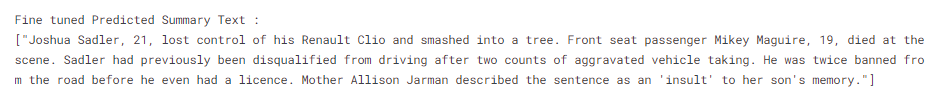 Fine tuned Predicted Summary Text :
["Joshua Sadler, 21, lost control of his Renault Clio and smashed into a tree. Front seat passenger Mikey Maguire, 19, died at the
scene. Sadler had previously been disqualified from driving after two counts of aggravated vehicle taking. He was twice banned fro
m the road before he even had a licence. Mother Allison Jarman described the sentence as an 'insult' to her son's memory."]